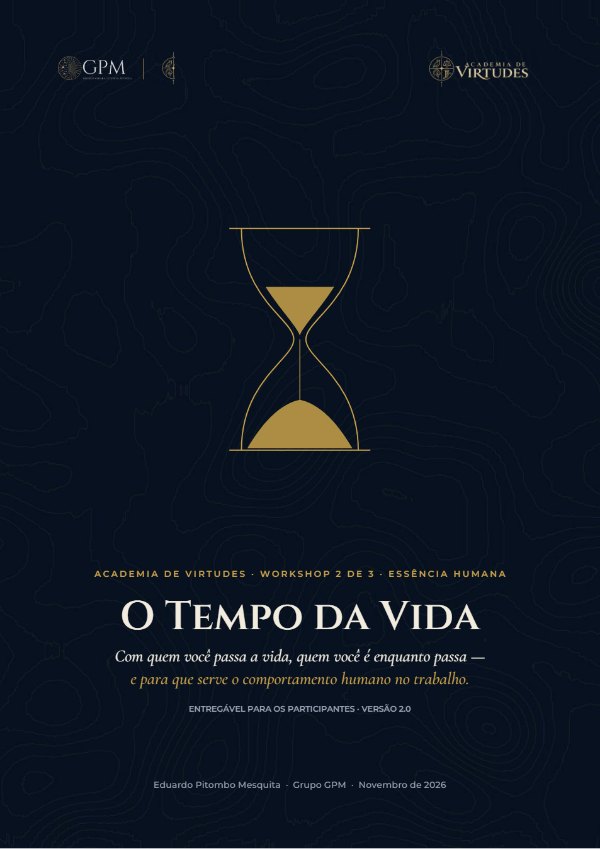 GPM
ACADEMIA DE
VIRTUDES
ACADEMIA DE VIRTUDES · WORKSHOP 2 DE 3 · ESSÊNCIA HUMANA
O TEMPO DA VIDA
Com quem você passa a vida, quem você é enquanto passa —
e para que serve o comportamento humano no trabalho.
ENTREGÁVEL PARA OS PARTICIPANTES · VERSÃO 2.0
Eduardo Pitombo Mesquita · Grupo GPM · Novembro de 2026